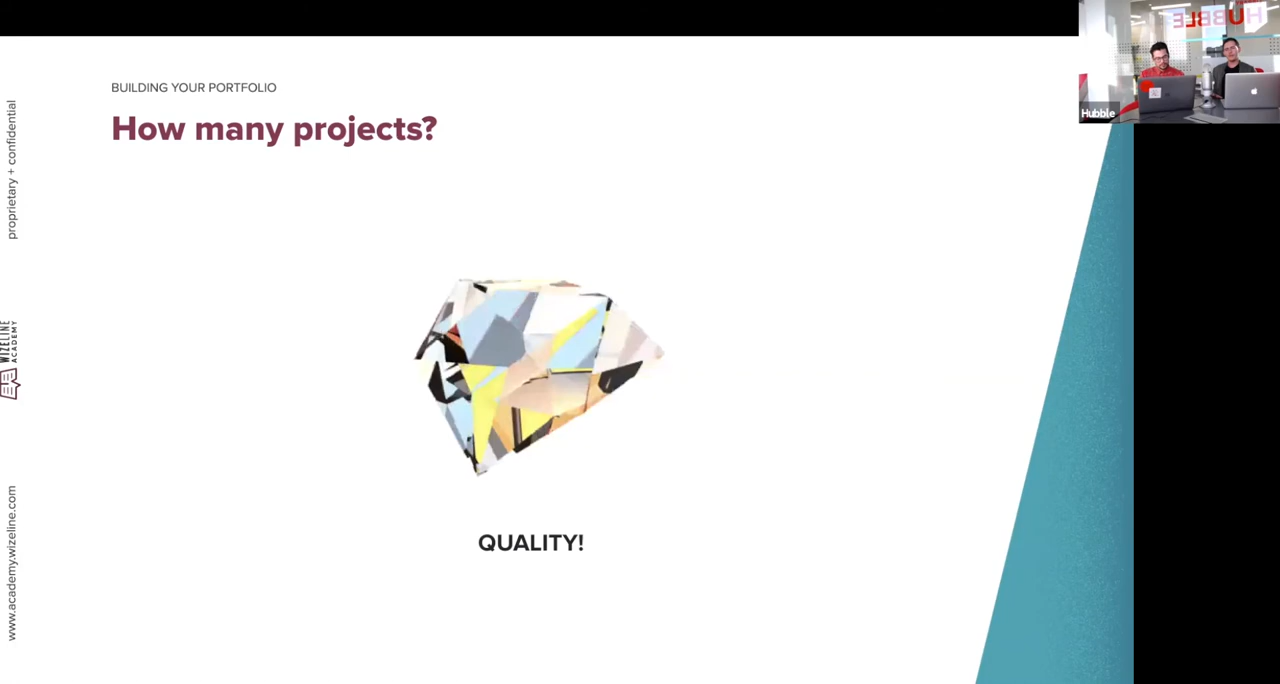 BUILDING YOUR PORTFOLIO
How many projects?
QUALITY!
proprietary + confidential
WIZELINE
ACADEMY
www.academy.wizeline.com
HUBBLE
Hubble